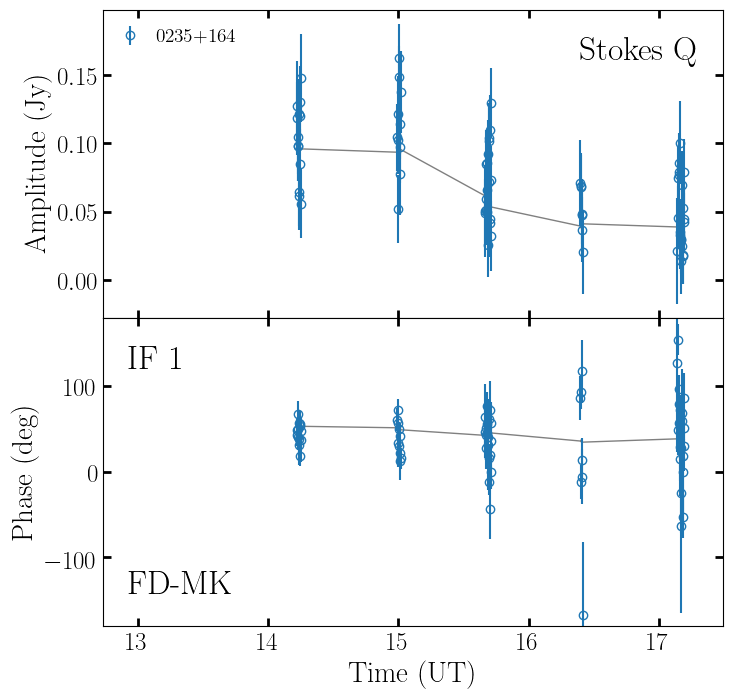 0235+164
Stokes Q
0.15
0.10
0.05
0.00
Amplitude (Jy)
IF 1
100
0
−100
Phase (deg)
FD-MK
13 14 15 16 17
Time (UT)